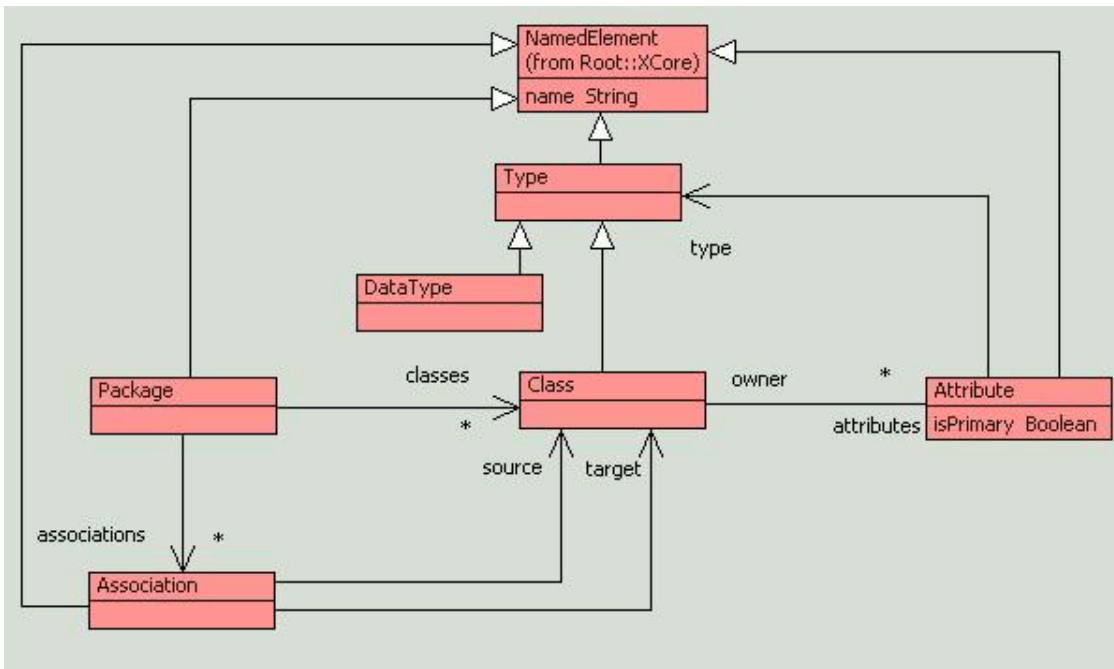 NamedElement
(from Root::XCore)
name String
Type
type
DataType
classes
Package
Class
owner
*
Attribute
*
attributes
isPrimary Boolean
source
target
associations
*
Association